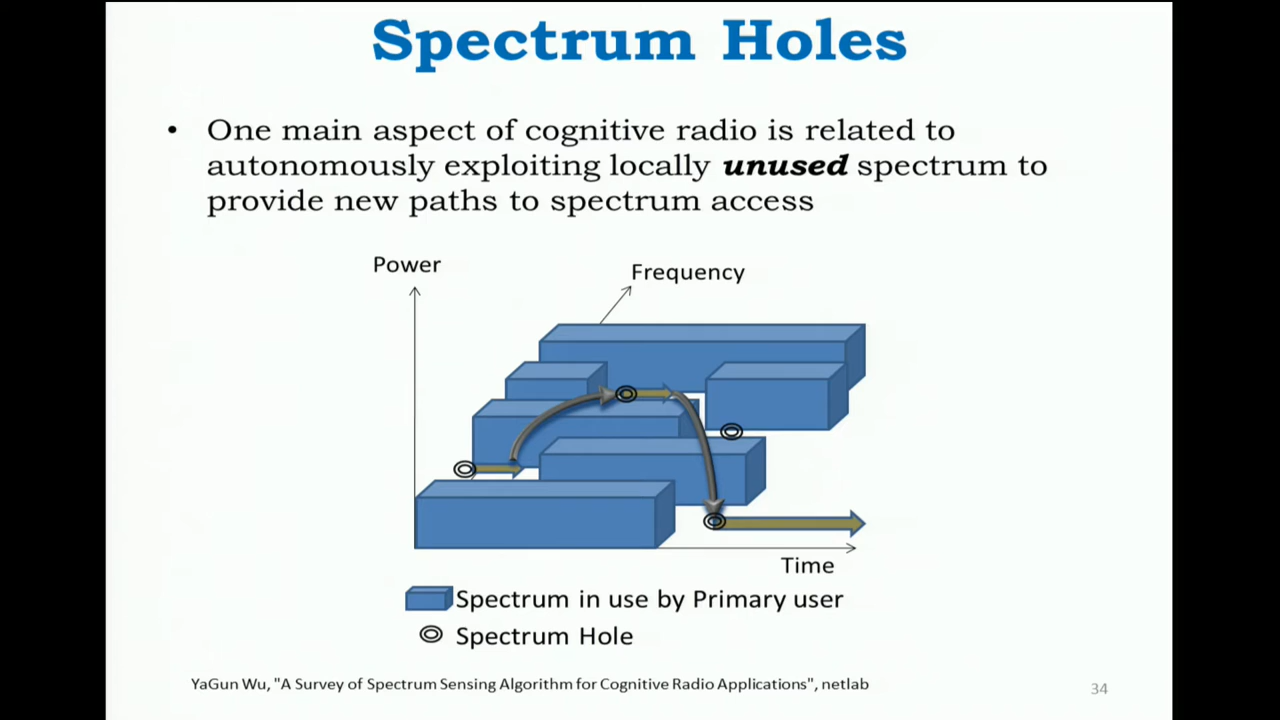 Spectrum Holes
• One main aspect of cognitive radio is related to
autonomously exploiting locally unused spectrum to
provide new paths to spectrum access
Power
Frequency
Time
Spectrum in use by Primary user
Spectrum Hole
YaGun Wu, "A Survey of Spectrum Sensing Algorithm for Cognitive Radio Applications", netlab
34